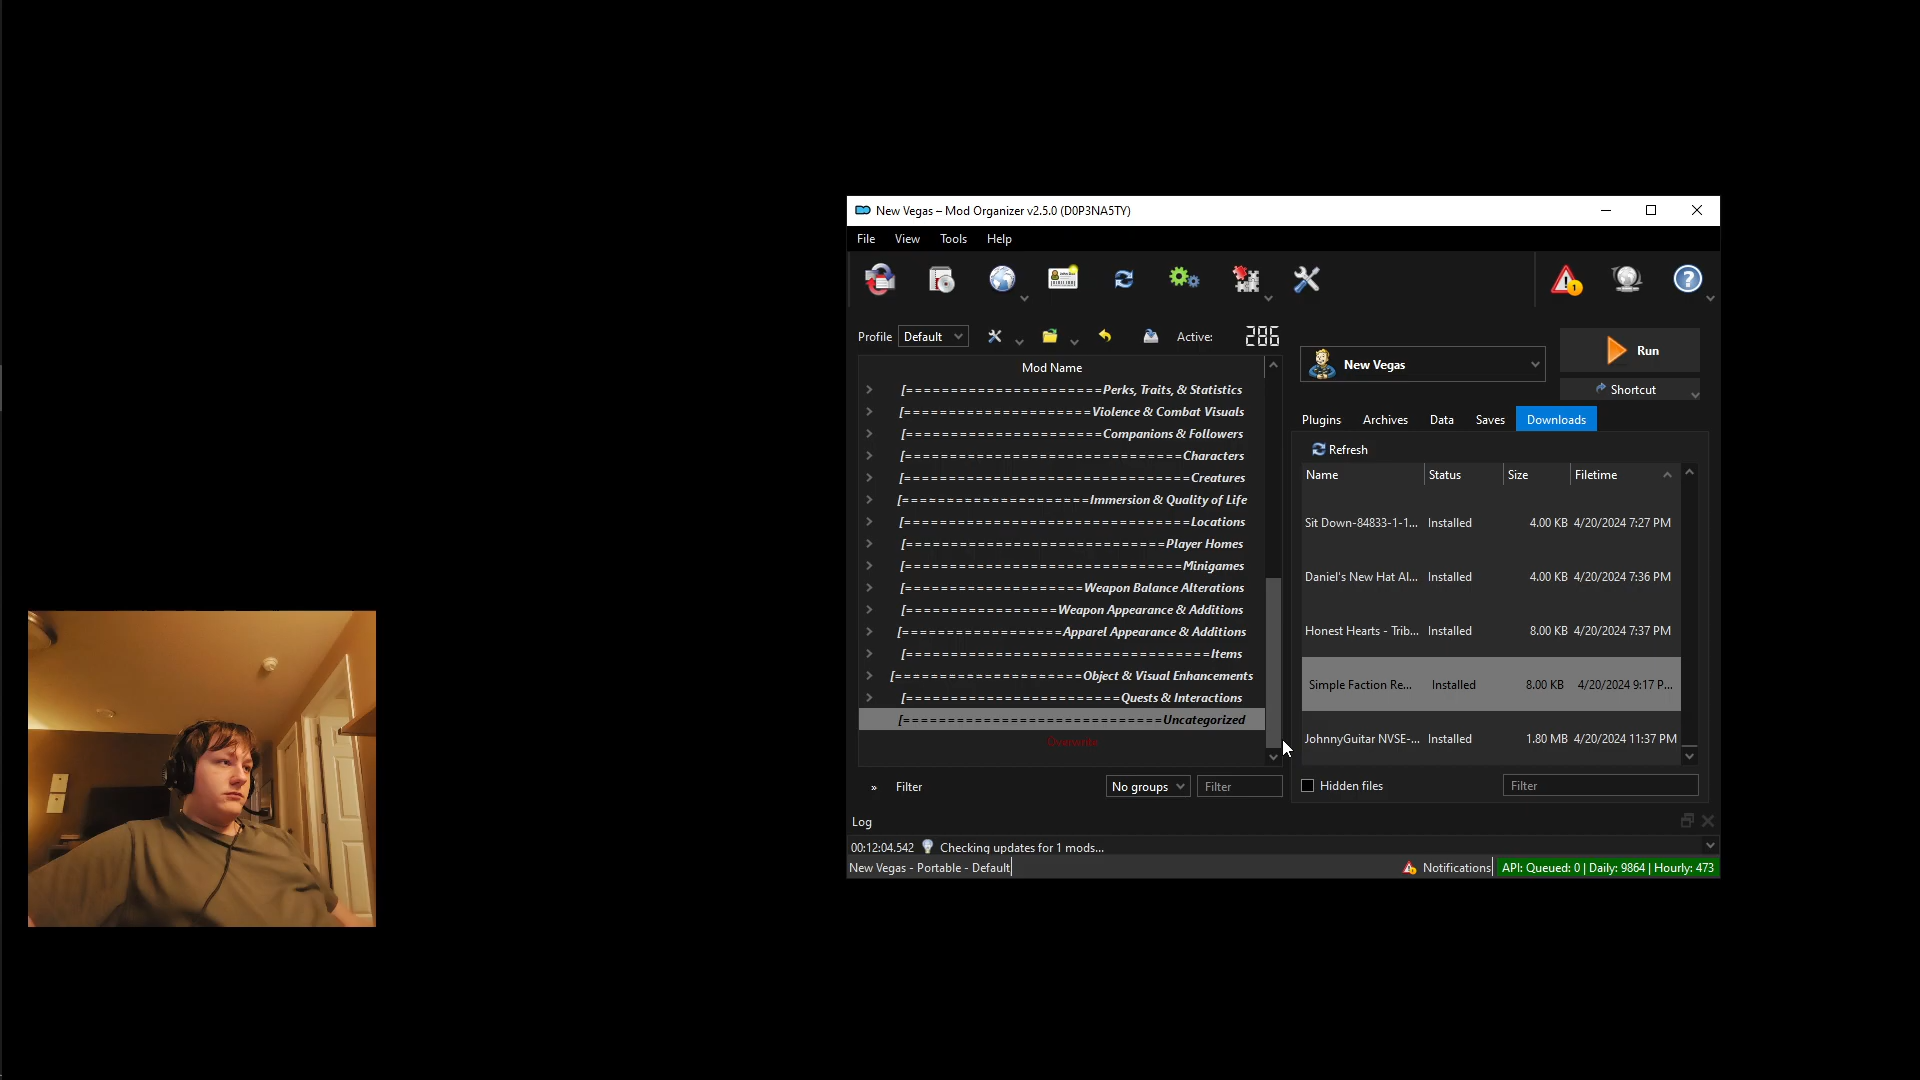 New Vegas – Mod Organizer v2.5.0 (D0P3NA5TY)
File View Tools Help
1
Profile Default Active: 286
New Vegas
Run
Shortcut
Mod Name
[======================Perks, Traits, & Statistics
[=====================Violence & Combat Visuals
[======================Companions & Followers
[===============================Characters
[================================Creatures
[=====================Immersion & Quality of Life
[================================Locations
[=============================Player Homes
[===============================Minigames
[====================Weapon Balance Alterations
[=================Weapon Appearance & Additions
[==================Apparel Appearance & Additions
[==================================Items
[=====================Object & Visual Enhancements
[========================Quests & Interactions
[=============================Uncategorized
Overwrite
» Filter No groups Filter
Plugins Archives Data Saves Downloads
Refresh
Name Status Size Filetime
Sit Down-84833-1-1... Installed 4.00 KB 4/20/2024 7:27 PM
Daniel's New Hat Al... Installed 4.00 KB 4/20/2024 7:36 PM
Honest Hearts - Trib... Installed 8.00 KB 4/20/2024 7:37 PM
Simple Faction Re... Installed 8.00 KB 4/20/2024 9:17 P...
JohnnyGuitar NVSE-... Installed 1.80 MB 4/20/2024 11:37 PM
Hidden files Filter
Log
00:12:04.542 Checking updates for 1 mods...
New Vegas - Portable - Default Notifications API: Queued: 0 | Daily: 9864 | Hourly: 473